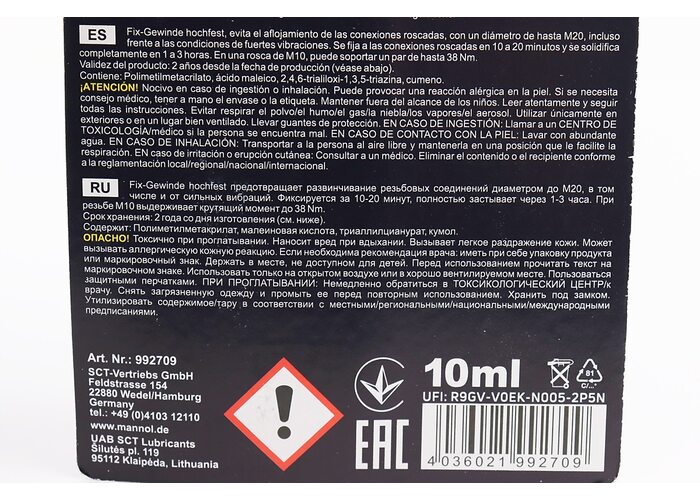 ES Fix-Gewinde hochfest, evita el aflojamiento de las conexiones roscadas, con un diámetro de hasta M20, incluso
frente a las condiciones de fuertes vibraciones. Se fija a las conexiones roscadas en 10 a 20 minutos y se solidifica
completamente en 1 a 3 horas. En una rosca de M10, puede soportar un par de hasta 38 Nm.
Validez del producto: 2 años desde la fecha de producción (véase abajo).
Contiene: Polimetilmetacrilato, ácido maleico, 2,4,6-trialiloxi-1,3,5-triazina, cumeno.
¡ATENCIÓN! Nocivo en caso de ingestión o inhalación. Puede provocar una reacción alérgica en la piel. Si se necesita
consejo médico, tener a mano el envase o la etiqueta. Mantener fuera del alcance de los niños. Leer atentamente y seguir
todas las instrucciones. Evitar respirar el polvo/el humo/el gas/la niebla/los vapores/el aerosol. Utilizar únicamente en
exteriores o en un lugar bien ventilado. Llevar guantes de protección. EN CASO DE INGESTIÓN: Llamar a un CENTRO DE
TOXICOLOGÍA/médico si la persona se encuentra mal. EN CASO DE CONTACTO CON LA PIEL: Lavar con abundante
agua. EN CASO DE INHALACIÓN: Transportar a la persona al aire libre y mantenerla en una posición que le facilite la
respiración. EN CASO de irritación o erupción cutánea: Consultar a un médico. Eliminar el contenido o el recipiente conforme
a la reglamentación local/regional/nacional/internacional.
RU Fix-Gewinde hochfest предотвращает развинчивание резьбовых соединений диаметром до M20, в том
числе и от сильных вибраций. Фиксируется за 10-20 минут, полностью застывает через 1-3 часа. При
резьбе M10 выдерживает крутящий момент до 38 Nm.
Срок хранения: 2 года со дня изготовления (см. ниже).
Содержит: Полиметилметакрилат, малеиновая кислота, триаллилцианурат, кумол.
ОПАСНО! Токсично при проглатывании. Наносит вред при вдыхании. Вызывает легкое раздражение кожи. Может
вызывать аллергическую кожную реакцию. Если необходима рекомендация врача: иметь при себе упаковку продукта
или маркировочный знак. Держать в месте, не доступном для детей. Перед использованием прочитать текст на
маркировочном знаке. Использовать только на открытом воздухе или в хорошо вентилируемом месте. Пользоваться
защитными перчатками. ПРИ ПРОГЛАТЫВАНИИ: Немедленно обратиться в ТОКСИКОЛОГИЧЕСКИЙ ЦЕНТР/к
врачу. Снять загрязненную одежду и промыть ее перед повторным использованием. Хранить под замком.
Утилизировать содержимое/тару в соответствии с местными/региональными/национальными/международными
предписаниями.
Art. Nr.: 992709
SCT-Vertriebs GmbH
Feldstrasse 154
22880 Wedel/Hamburg
Germany
tel.: +49 (0)4103 12110
www.mannol.de
UAB SCT Lubricants
Šilutės pl. 119
95112 Klaipėda, Lithuania
EAC
10ml
81
UFI: R9GV-V0EK-N005-2P5N
4 036021 992709